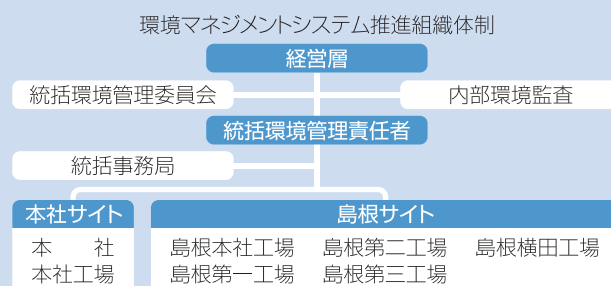 環境マネジメントシステム推進組織体制
経営層
統括環境管理委員会
内部環境監査
統括環境管理責任者
統括事務局
本社サイト
本　　社
本社工場
島根サイト
島根本社工場　島根第二工場　島根横田工場
島根第一工場　島根第三工場